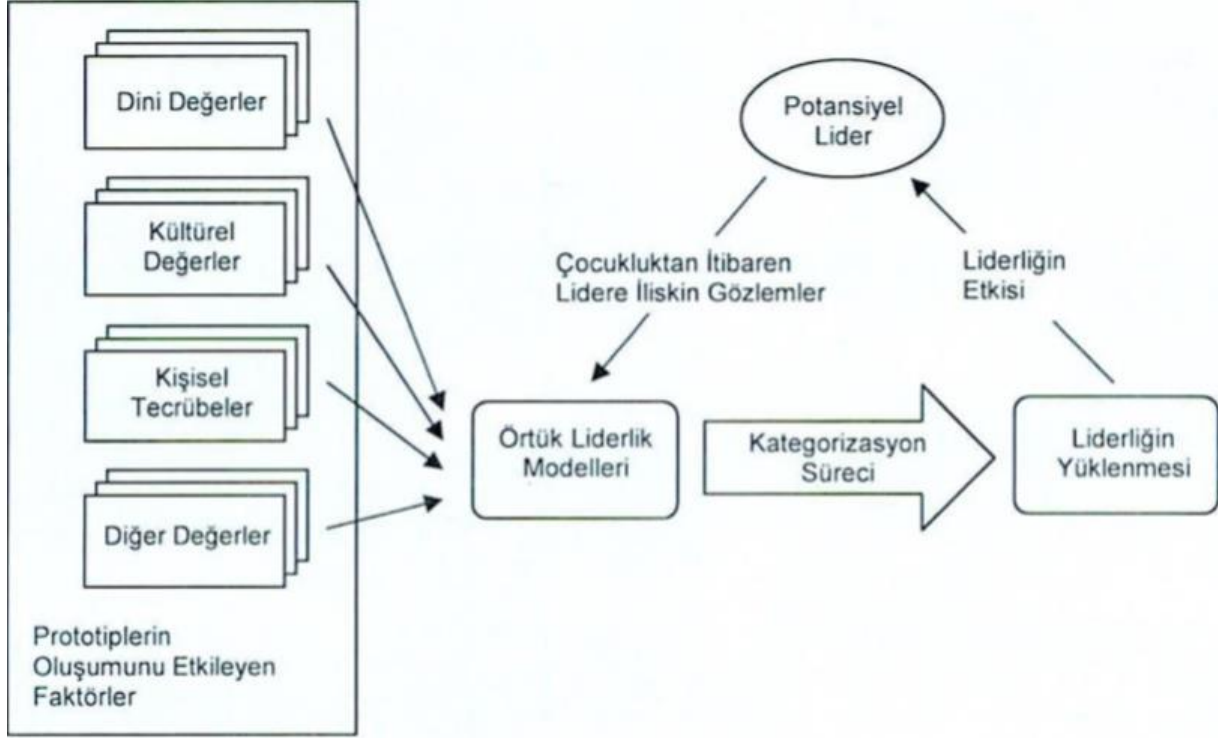 Dini Değerler
Kültürel
Değerler
Kişisel
Tecrübeler
Diğer Değerler
Prototiplerin
Oluşumunu Etkileyen
Faktörler
Potansiyel
Lider
Çocukluktan İtibaren
Lidere İliskin Gözlemler
Liderliğin
Etkisi
Örtük Liderlik
Modelleri
Kategorizasyon
Süreci
Liderliğin
Yüklenmesi